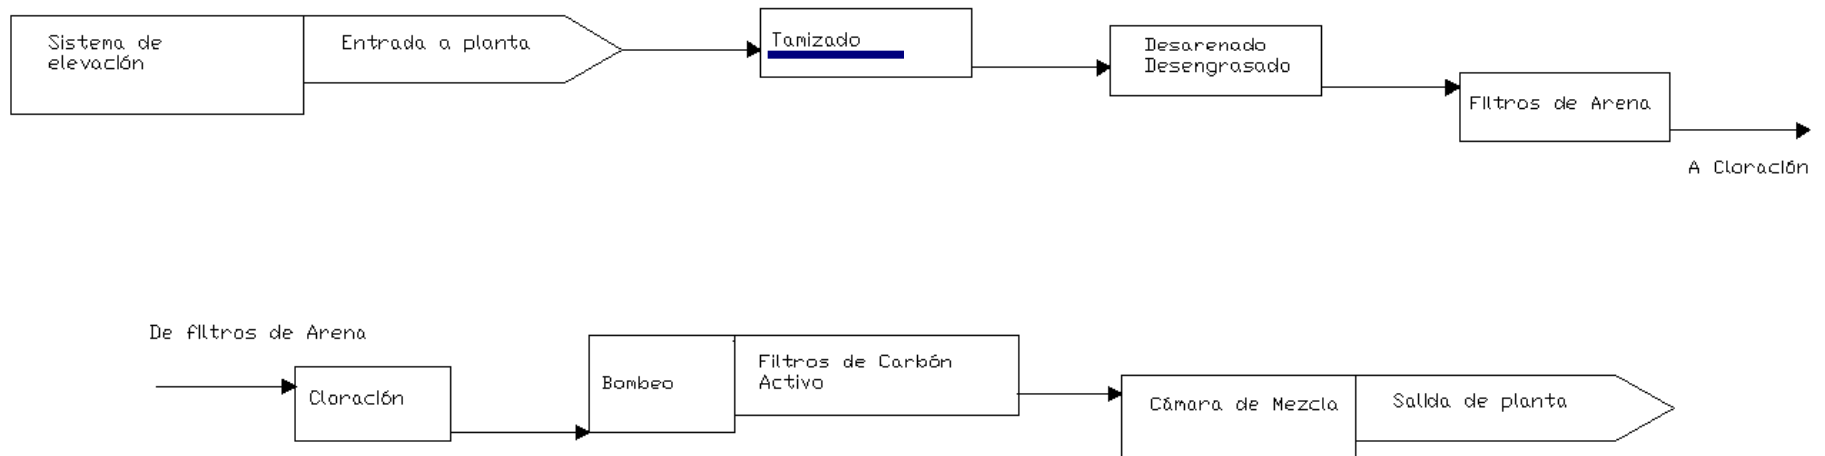 Sistema de
elevación
Entrada a planta
Tamizado
Desarenado
Desengrasado
Filtros de Arena
A Cloración
De filtros de Arena
Cloración
Bombeo
Filtros de Carbón
Activo
Cámara de Mezcla
Salida de planta